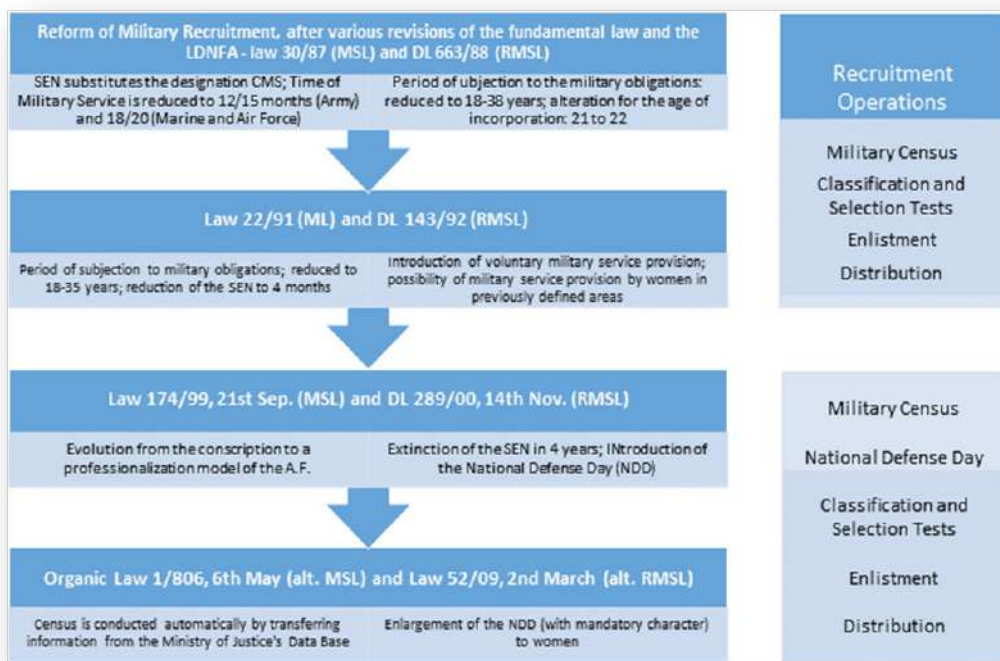 Reform of Military Recruitment, after various revisions of the fundamental law and the
LDNFA - law 30/87 (MSL) and DL 663/88 (RMSL)
SEN substitutes the designation CMS; Time of
Military Service is reduced to 12/15 months (Army)
and 18/20 (Marine and Air Force)
Period of ubjection to the military obligations:
reduced to 18-38 years; alteration for the age of
incorporation: 21 to 22
Law 22/91 (ML) and DL 143/92 (RMSL)
Period of subjection to military obligations; reduced to
18-35 years; reduction of the SEN to 4 months
Introduction of voluntary military service provision;
possibility of military service provision by women in
previously defined areas
Law 174/99, 21st Sep. (MSL) and DL 289/00, 14th Nov. (RMSL)
Evolution from the conscription to a
professionalization model of the A.F.
Extinction of the SEN in 4 years; INtroduction of
the National Defense Day (NDD)
Organic Law 1/806, 6th May (alt. MSL) and Law 52/09, 2nd March (alt. RMSL)
Census is conducted automatically by transferring
information from the Ministry of Justice's Data Base
Enlargement of the NDD (with mandatory character)
to women
Recruitment
Operations
Military Census
Classification and
Selection Tests
Enlistment
Distribution
Military Census
National Defense Day
Classification and
Selection Tests
Enlistment
Distribution